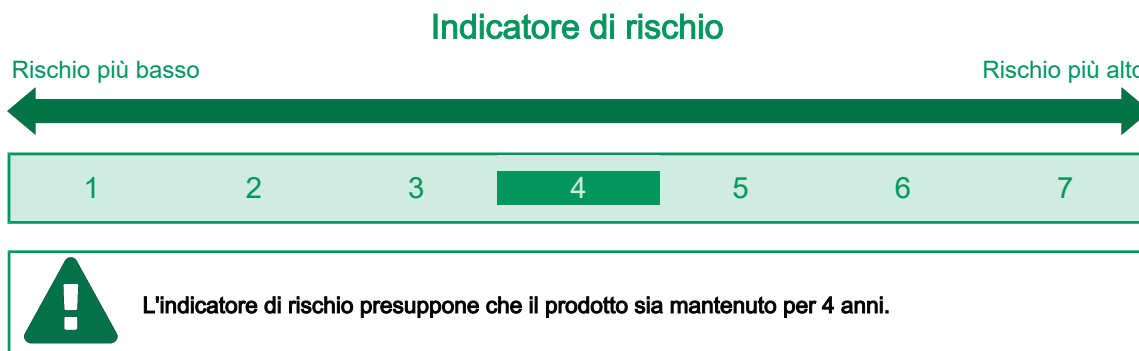 Indicatore di rischio
Rischio più basso Rischio più alto
1 2 3 4 5 6 7
L'indicatore di rischio presuppone che il prodotto sia mantenuto per 4 anni.